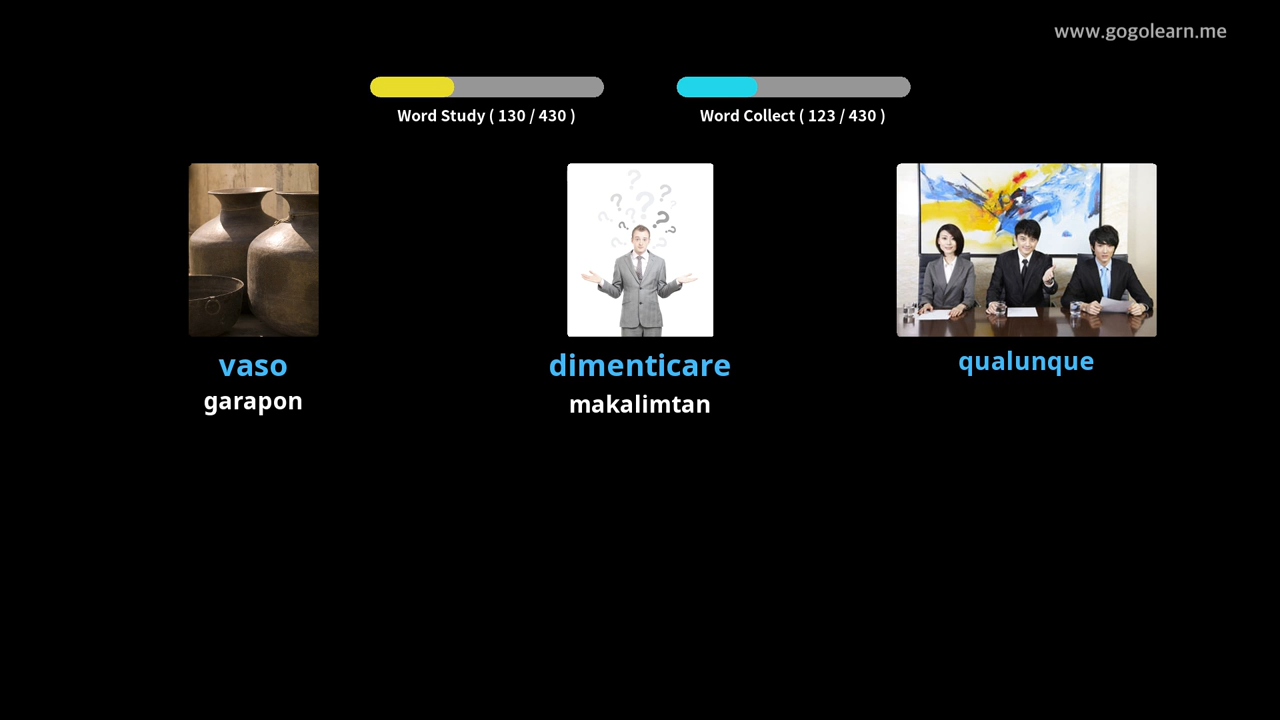 www.gogolearn.me
Word Study ( 130 / 430 )
Word Collect ( 123 / 430 )
vaso
garapon
dimenticare
makalimtan
qualunque